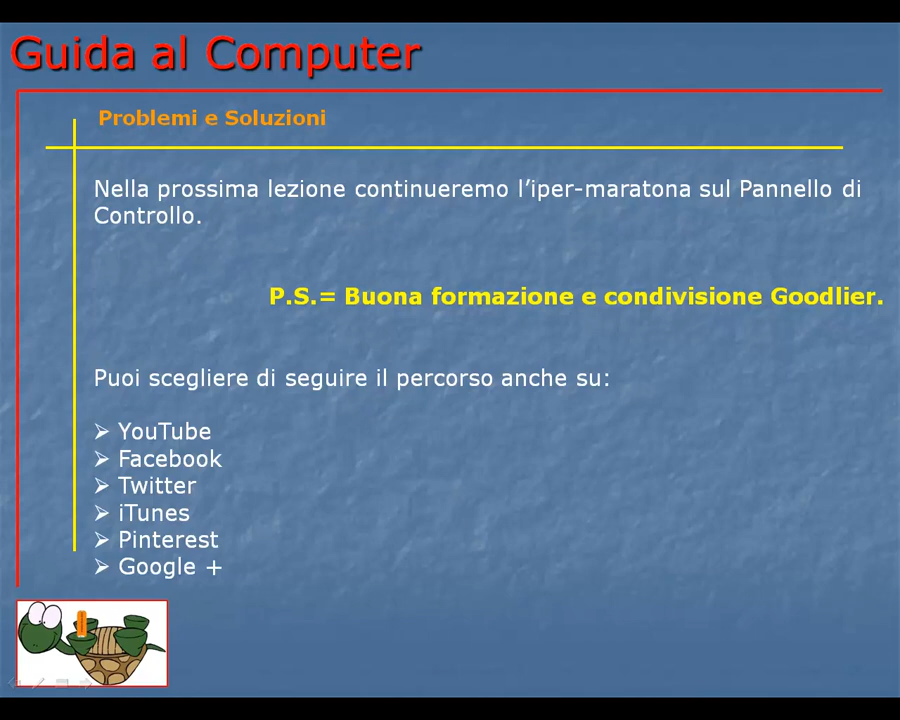 Guida al Computer
Problemi e Soluzioni
Nella prossima lezione continueremo l’iper-maratona sul Pannello di
Controllo.
P.S.= Buona formazione e condivisione Goodlier.
Puoi scegliere di seguire il percorso anche su:
➢ YouTube
➢ Facebook
➢ Twitter
➢ iTunes
➢ Pinterest
➢ Google +